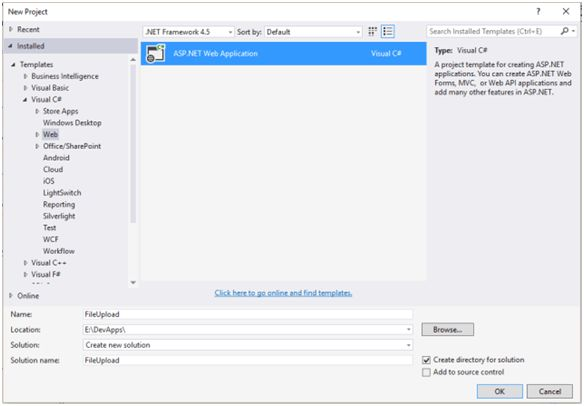 New Project
Recent
.NET Framework 4.5
Sort by: Default
Search Installed Templates (Ctrl+E)
Installed
Templates
Business Intelligence
Visual Basic
Visual C#
Store Apps
Windows Desktop
Web
Office/SharePoint
Android
Cloud
iOS
LightSwitch
Reporting
Silverlight
Test
WCF
Workflow
Visual C++
Visual F#
Online
ASP.NET Web Application
Visual C#
Type: Visual C#
A project template for creating ASP.NET
applications. You can create ASP.NET Web
Forms, MVC, or Web API applications and
add many other features in ASP.NET.
Click here to go online and find templates.
Name: FileUpload
Location: E:\DevApps\
Browse...
Solution: Create new solution
Solution name: FileUpload
Create directory for solution
Add to source control
OK
Cancel